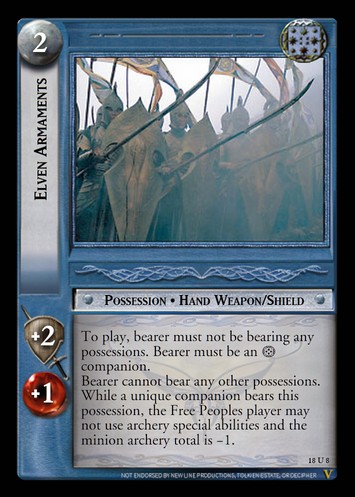 2
ELVEN ARMAMENTS
POSSESSION • HAND WEAPON/SHIELD
+2
+1
To play, bearer must not be bearing any
possessions. Bearer must be an
companion.
Bearer cannot bear any other possessions.
While a unique companion bears this
possession, the Free Peoples player may
not use archery special abilities and the
minion archery total is –1.
18 U 8
NOT ENDORSED BY NEW LINE PRODUCTIONS, TOLKIEN ESTATE, OR DECIPHER
V